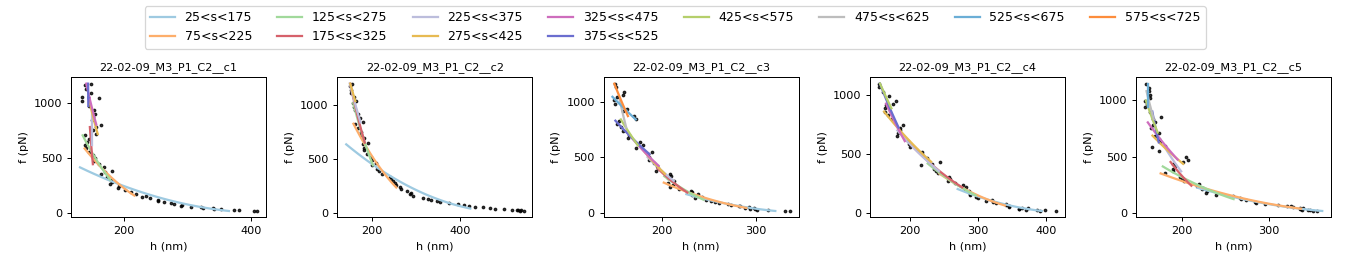 25<s<175 125<s<275 225<s<375 325<s<475 425<s<575 475<s<625 525<s<675 575<s<725
75<s<225 175<s<325 275<s<425 375<s<525
22-02-09_M3_P1_C2__c1 22-02-09_M3_P1_C2__c2 22-02-09_M3_P1_C2__c3 22-02-09_M3_P1_C2__c4 22-02-09_M3_P1_C2__c5
1000 1000 1000 1000 1000
500 500 500 500 500
0 0 0 0 0
f (pN) f (pN) f (pN) f (pN) f (pN)
200 400 200 400 200 300 200 300 400 200 300
h (nm) h (nm) h (nm) h (nm) h (nm)